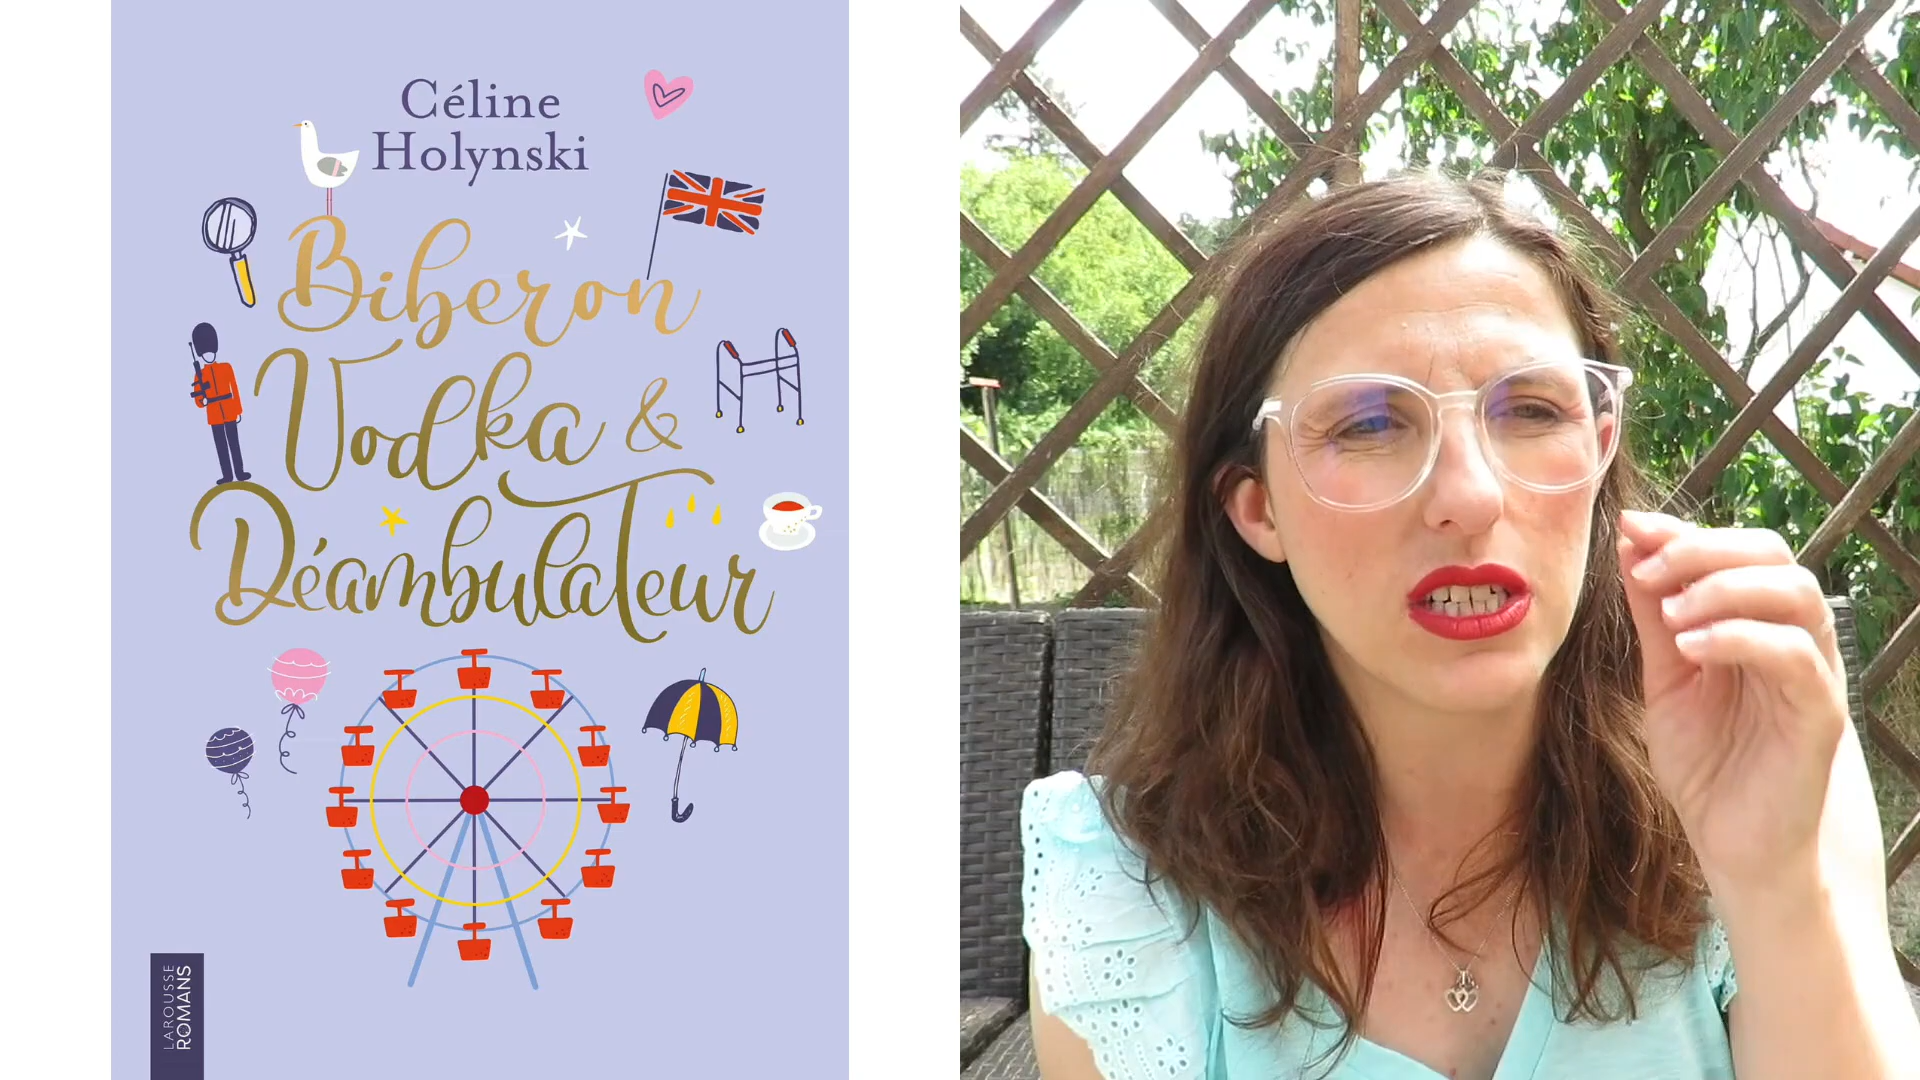 Céline
Holynski
Biberon
Vodka &
Déambulateur
LAROUSSE
ROMANS